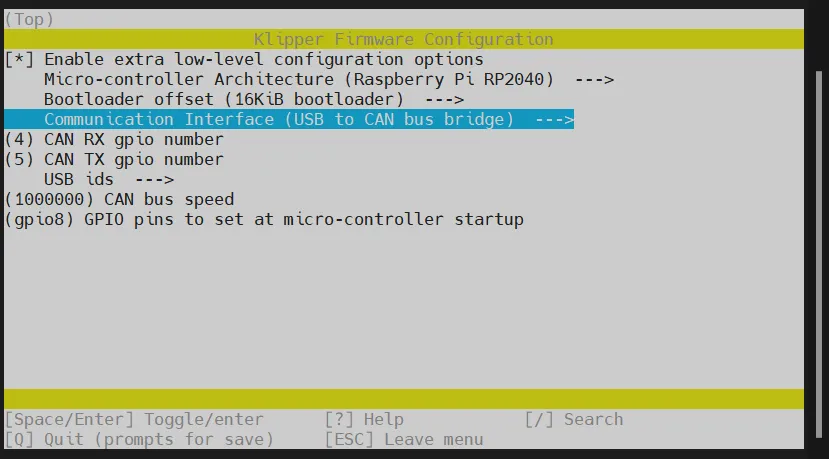 (Top)
Klipper Firmware Configuration
[*] Enable extra low-level configuration options
Micro-controller Architecture (Raspberry Pi RP2040) --->
Bootloader offset (16KiB bootloader) --->
Communication Interface (USB to CAN bus bridge) --->
(4) CAN RX gpio number
(5) CAN TX gpio number
USB ids --->
(1000000) CAN bus speed
(gpio8) GPIO pins to set at micro-controller startup
[Space/Enter] Toggle/enter [?] Help [/] Search
[Q] Quit (prompts for save) [ESC] Leave menu